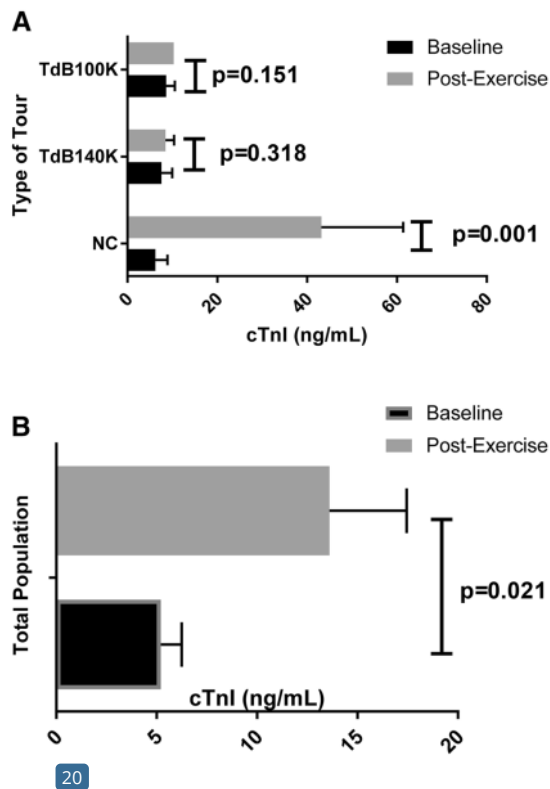 A
Baseline
Post-Exercise
Type of Tour
TdB100K
p=0.151
TdB140K
p=0.318
NC
p=0.001
0 20 40 60 80
cTnI (ng/mL)
B
Baseline
Post-Exercise
Total Population
p=0.021
cTnI (ng/mL)
0 5 10 15 20
20